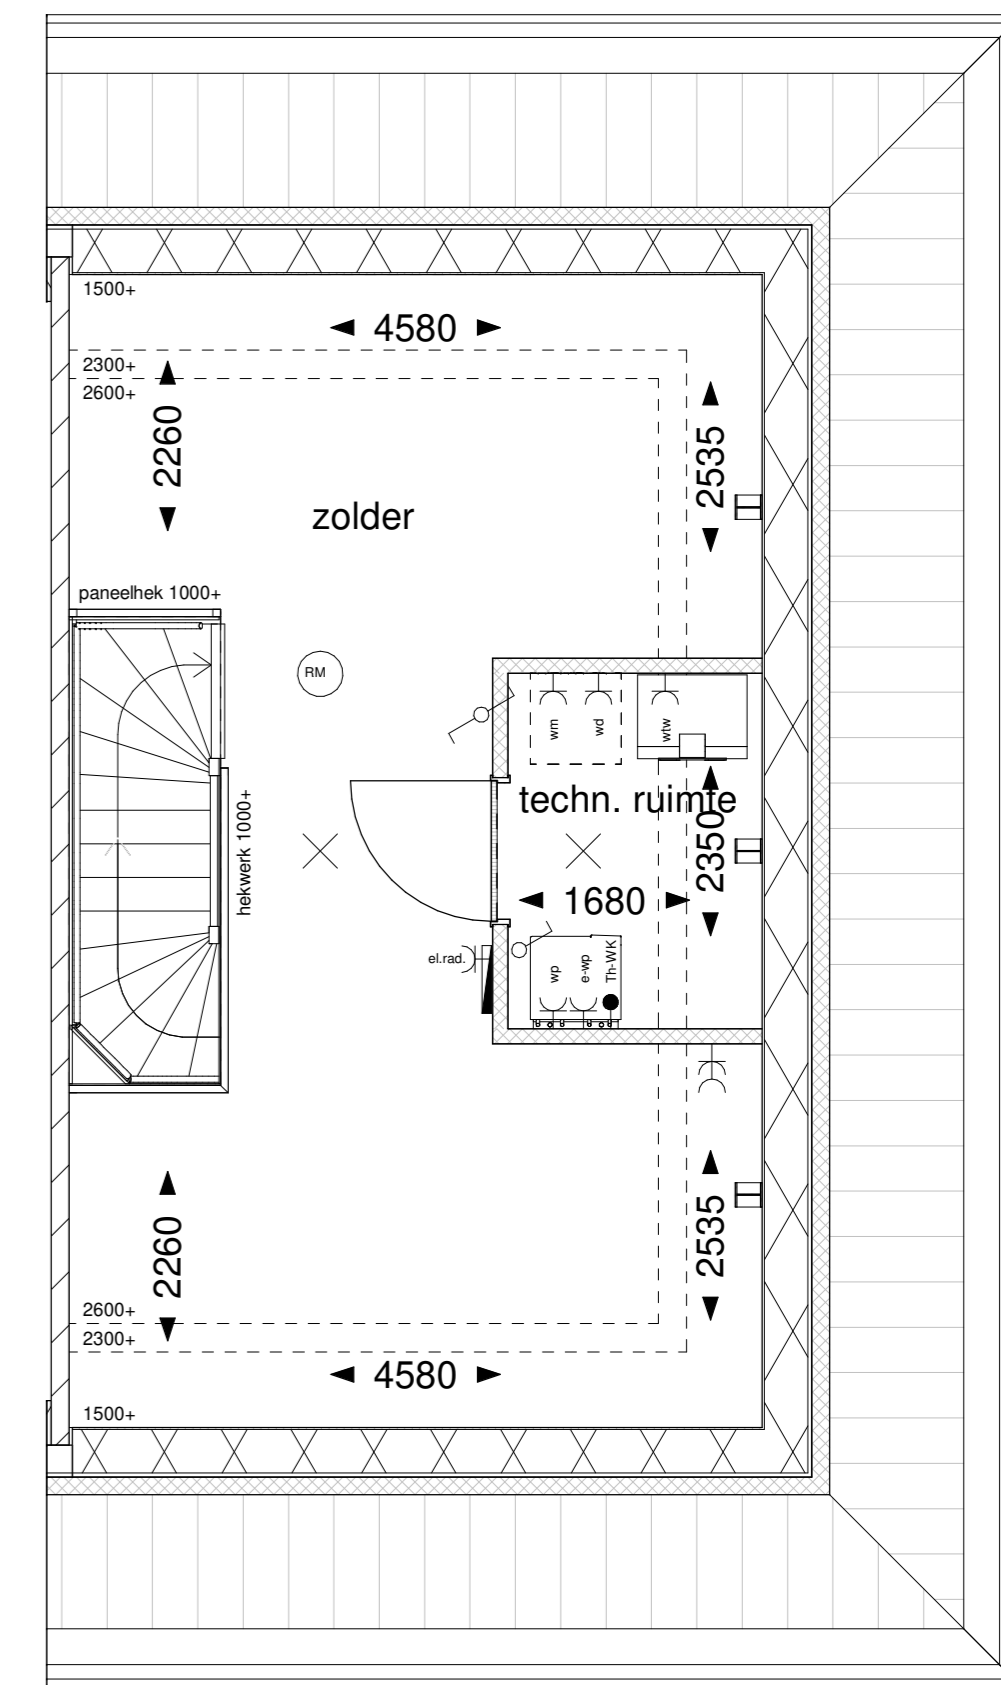 1500+
4580
2300+
2600+
2260
2535
zolder
paneelhek 1000+
RM
wm
wd
wtw
techn. ruimte
2350
hekwerk 1000+
1680
el.rad.
wp
e-wp
Th-WK
2260
2535
2600+
2300+
4580
1500+